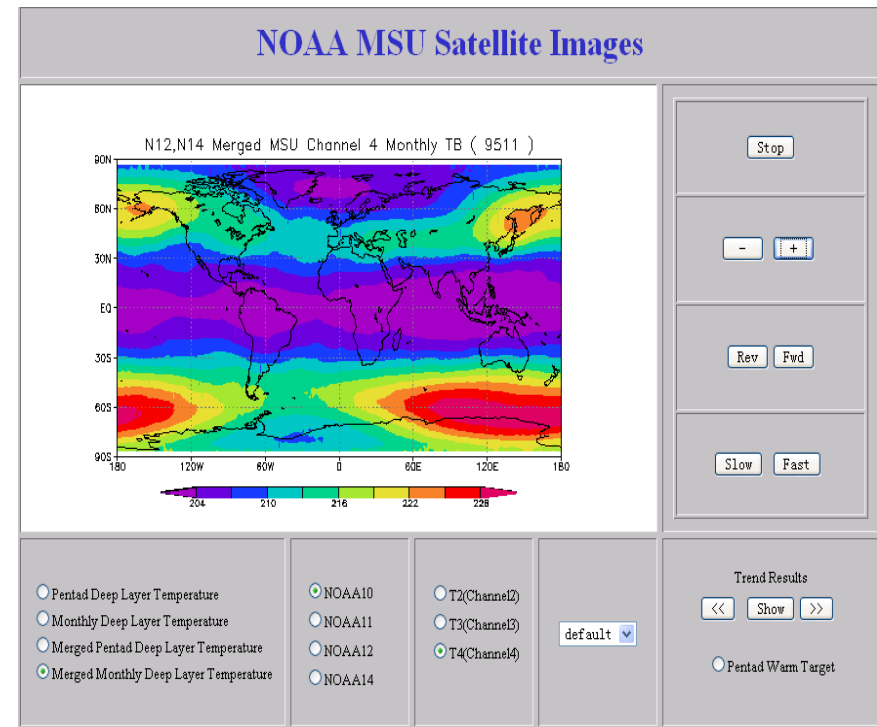 NOAA MSU Satellite Images
N12,N14 Merged MSU Channel 4 Monthly TB ( 9511 )
90N
60N
30N
EQ
30S
60S
90S
180 120W 60W 0 60E 120E 180
204 210 216 222 228
Stop
- +
Rev Fwd
Slow Fast
Pentad Deep Layer Temperature
Monthly Deep Layer Temperature
Merged Pentad Deep Layer Temperature
Merged Monthly Deep Layer Temperature
NOAA10
NOAA11
NOAA12
NOAA14
T2(Channel2)
T3(Channel3)
T4(Channel4)
default
Trend Results
<< Show >>
Pentad Warm Target